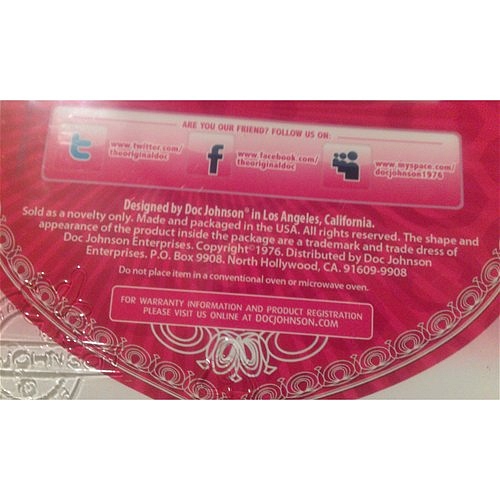 ARE YOU OUR FRIEND? FOLLOW US ON:
www.twitter.com/
theoriginaldoc
www.facebook.com/
theoriginaldoc
www.myspace.com/
docjohnson1976
Designed by Doc Johnson® in Los Angeles, California.
Sold as a novelty only. Made and packaged in the USA. All rights reserved. The shape and
appearance of the product inside the package are a trademark and trade dress of
Doc Johnson Enterprises. Copyright® 1976. Distributed by Doc Johnson
Enterprises. P.O. Box 9908. North Hollywood, CA. 91609-9908
Do not place item in a conventional oven or microwave oven.
FOR WARRANTY INFORMATION AND PRODUCT REGISTRATION
PLEASE VISIT US ONLINE AT DOCJOHNSON.COM